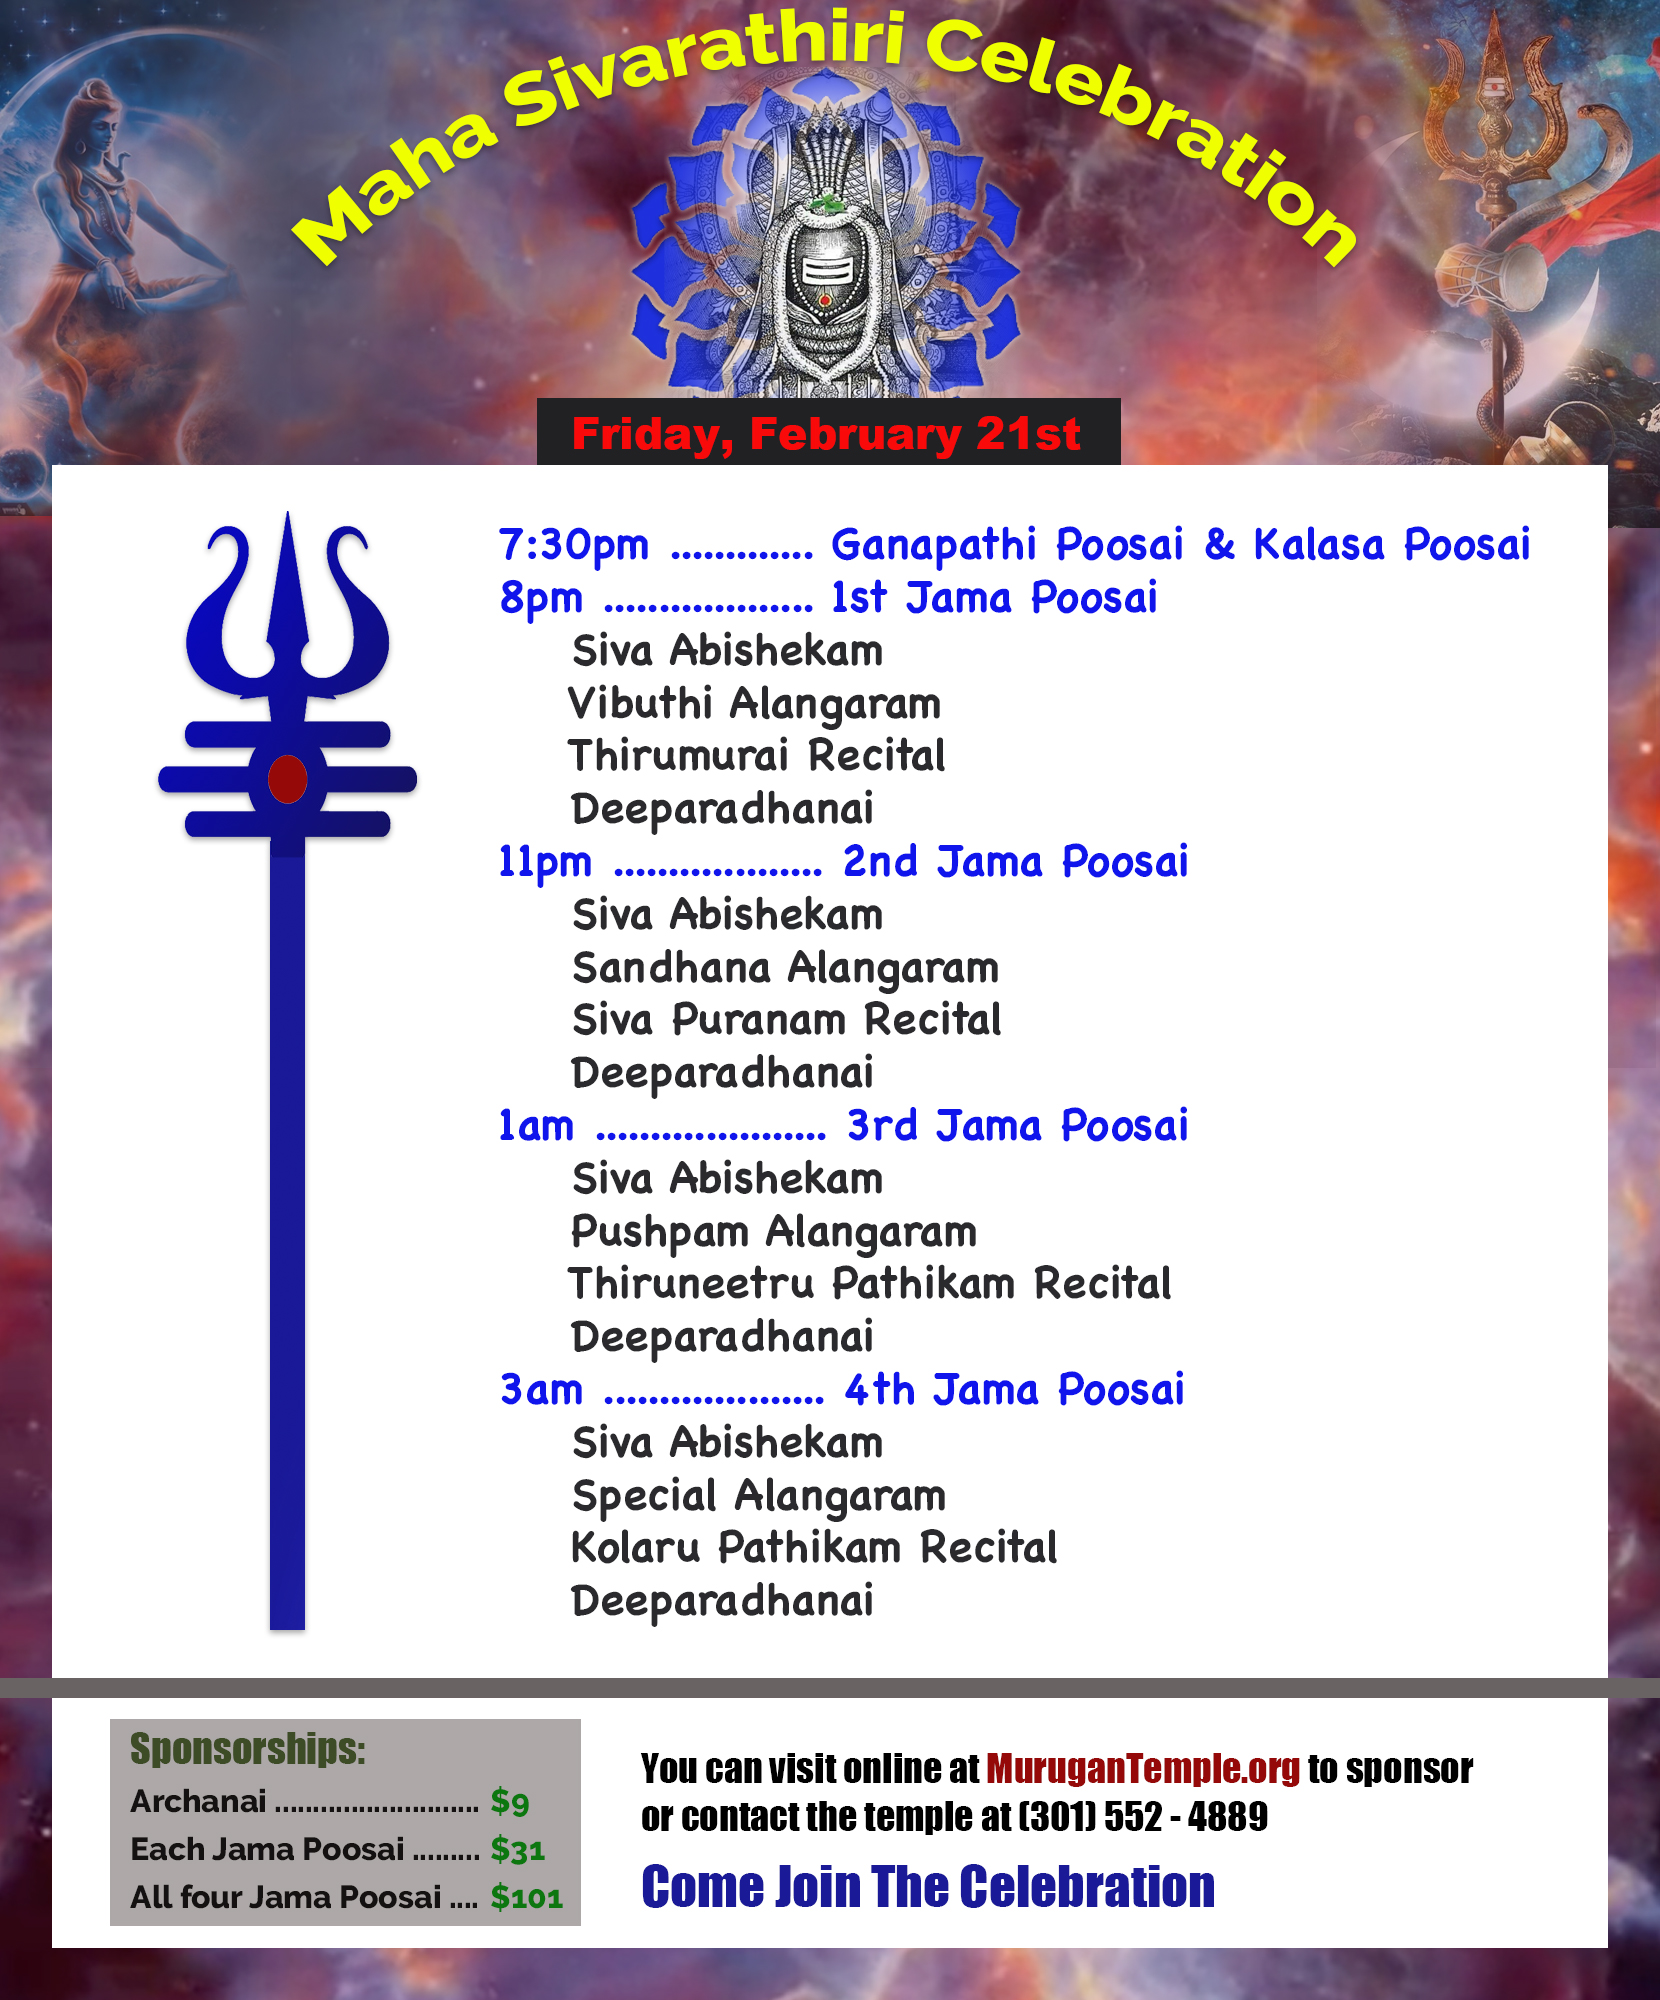 Maha Sivarathiri Celebration
Friday, February 21st
7:30pm ............. Ganapathi Poosai & Kalasa Poosai
8pm ................... 1st Jama Poosai
Siva Abishekam
Vibuthi Alangaram
Thirumurai Recital
Deeparadhanai
11pm ................... 2nd Jama Poosai
Siva Abishekam
Sandhana Alangaram
Siva Puranam Recital
Deeparadhanai
1am ..................... 3rd Jama Poosai
Siva Abishekam
Pushpam Alangaram
Thiruneetru Pathikam Recital
Deeparadhanai
3am .................... 4th Jama Poosai
Siva Abishekam
Special Alangaram
Kolaru Pathikam Recital
Deeparadhanai
Sponsorships:
Archanai ........................... $9
Each Jama Poosai ......... $31
All four Jama Poosai .... $101
You can visit online at MuruganTemple.org to sponsor
or contact the temple at (301) 552 - 4889
Come Join The Celebration